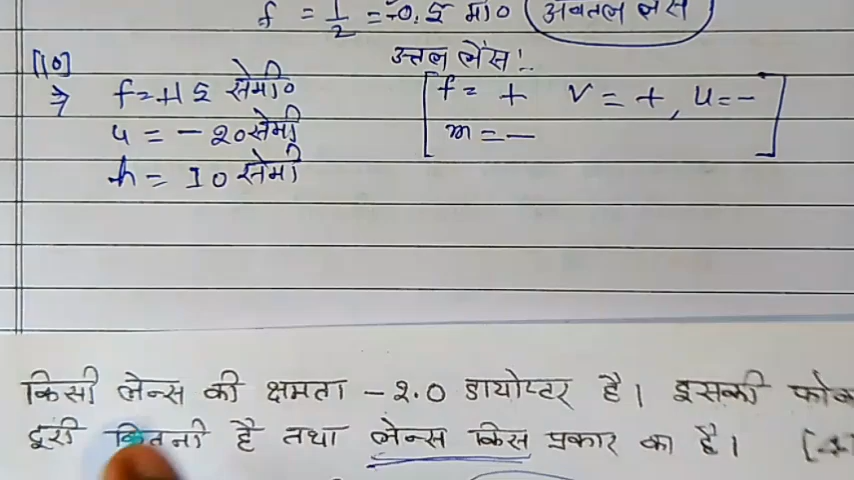 f = 1/2 = -0.5 मी० अवतल लेंस
उत्तल लेंस!..
[10]
⇒ f = +15 सेमी०
u = - 20 सेमी
h = 10 सेमी
f = + v = +, u = -
m = -
किसी लेन्स की क्षमता - 2.0 डायोप्टर है। इसकी
दूरी कितनी है तथा लेन्स किस प्रकार का है।